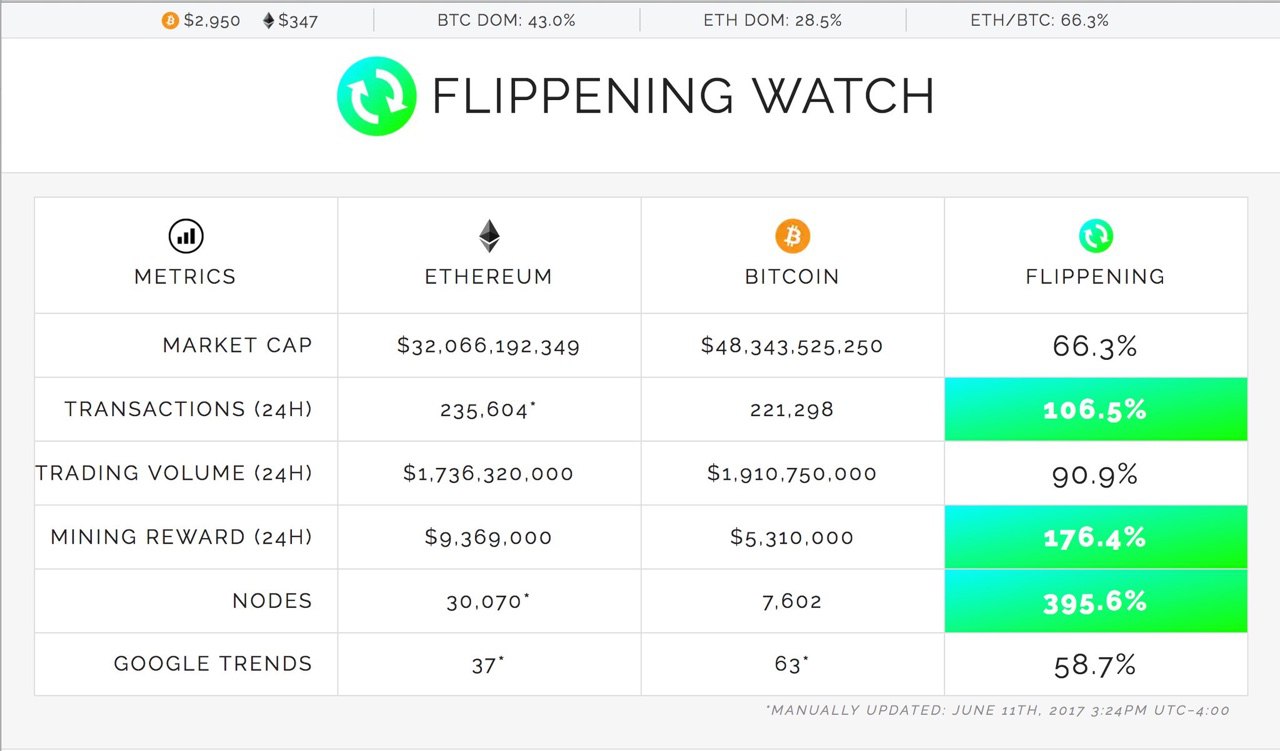 $2,950 $347 BTC DOM: 43.0% ETH DOM: 28.5% ETH/BTC: 66.3%
FLIPPENING WATCH
METRICS ETHEREUM BITCOIN FLIPPENING
MARKET CAP $32,066,192,349 $48,343,525,250 66.3%
TRANSACTIONS (24H) 235,604* 221,298 106.5%
TRADING VOLUME (24H) $1,736,320,000 $1,910,750,000 90.9%
MINING REWARD (24H) $9,369,000 $5,310,000 176.4%
NODES 30,070* 7,602 395.6%
GOOGLE TRENDS 37* 63* 58.7%
*MANUALLY UPDATED: JUNE 11TH, 2017 3:24PM UTC-4:00